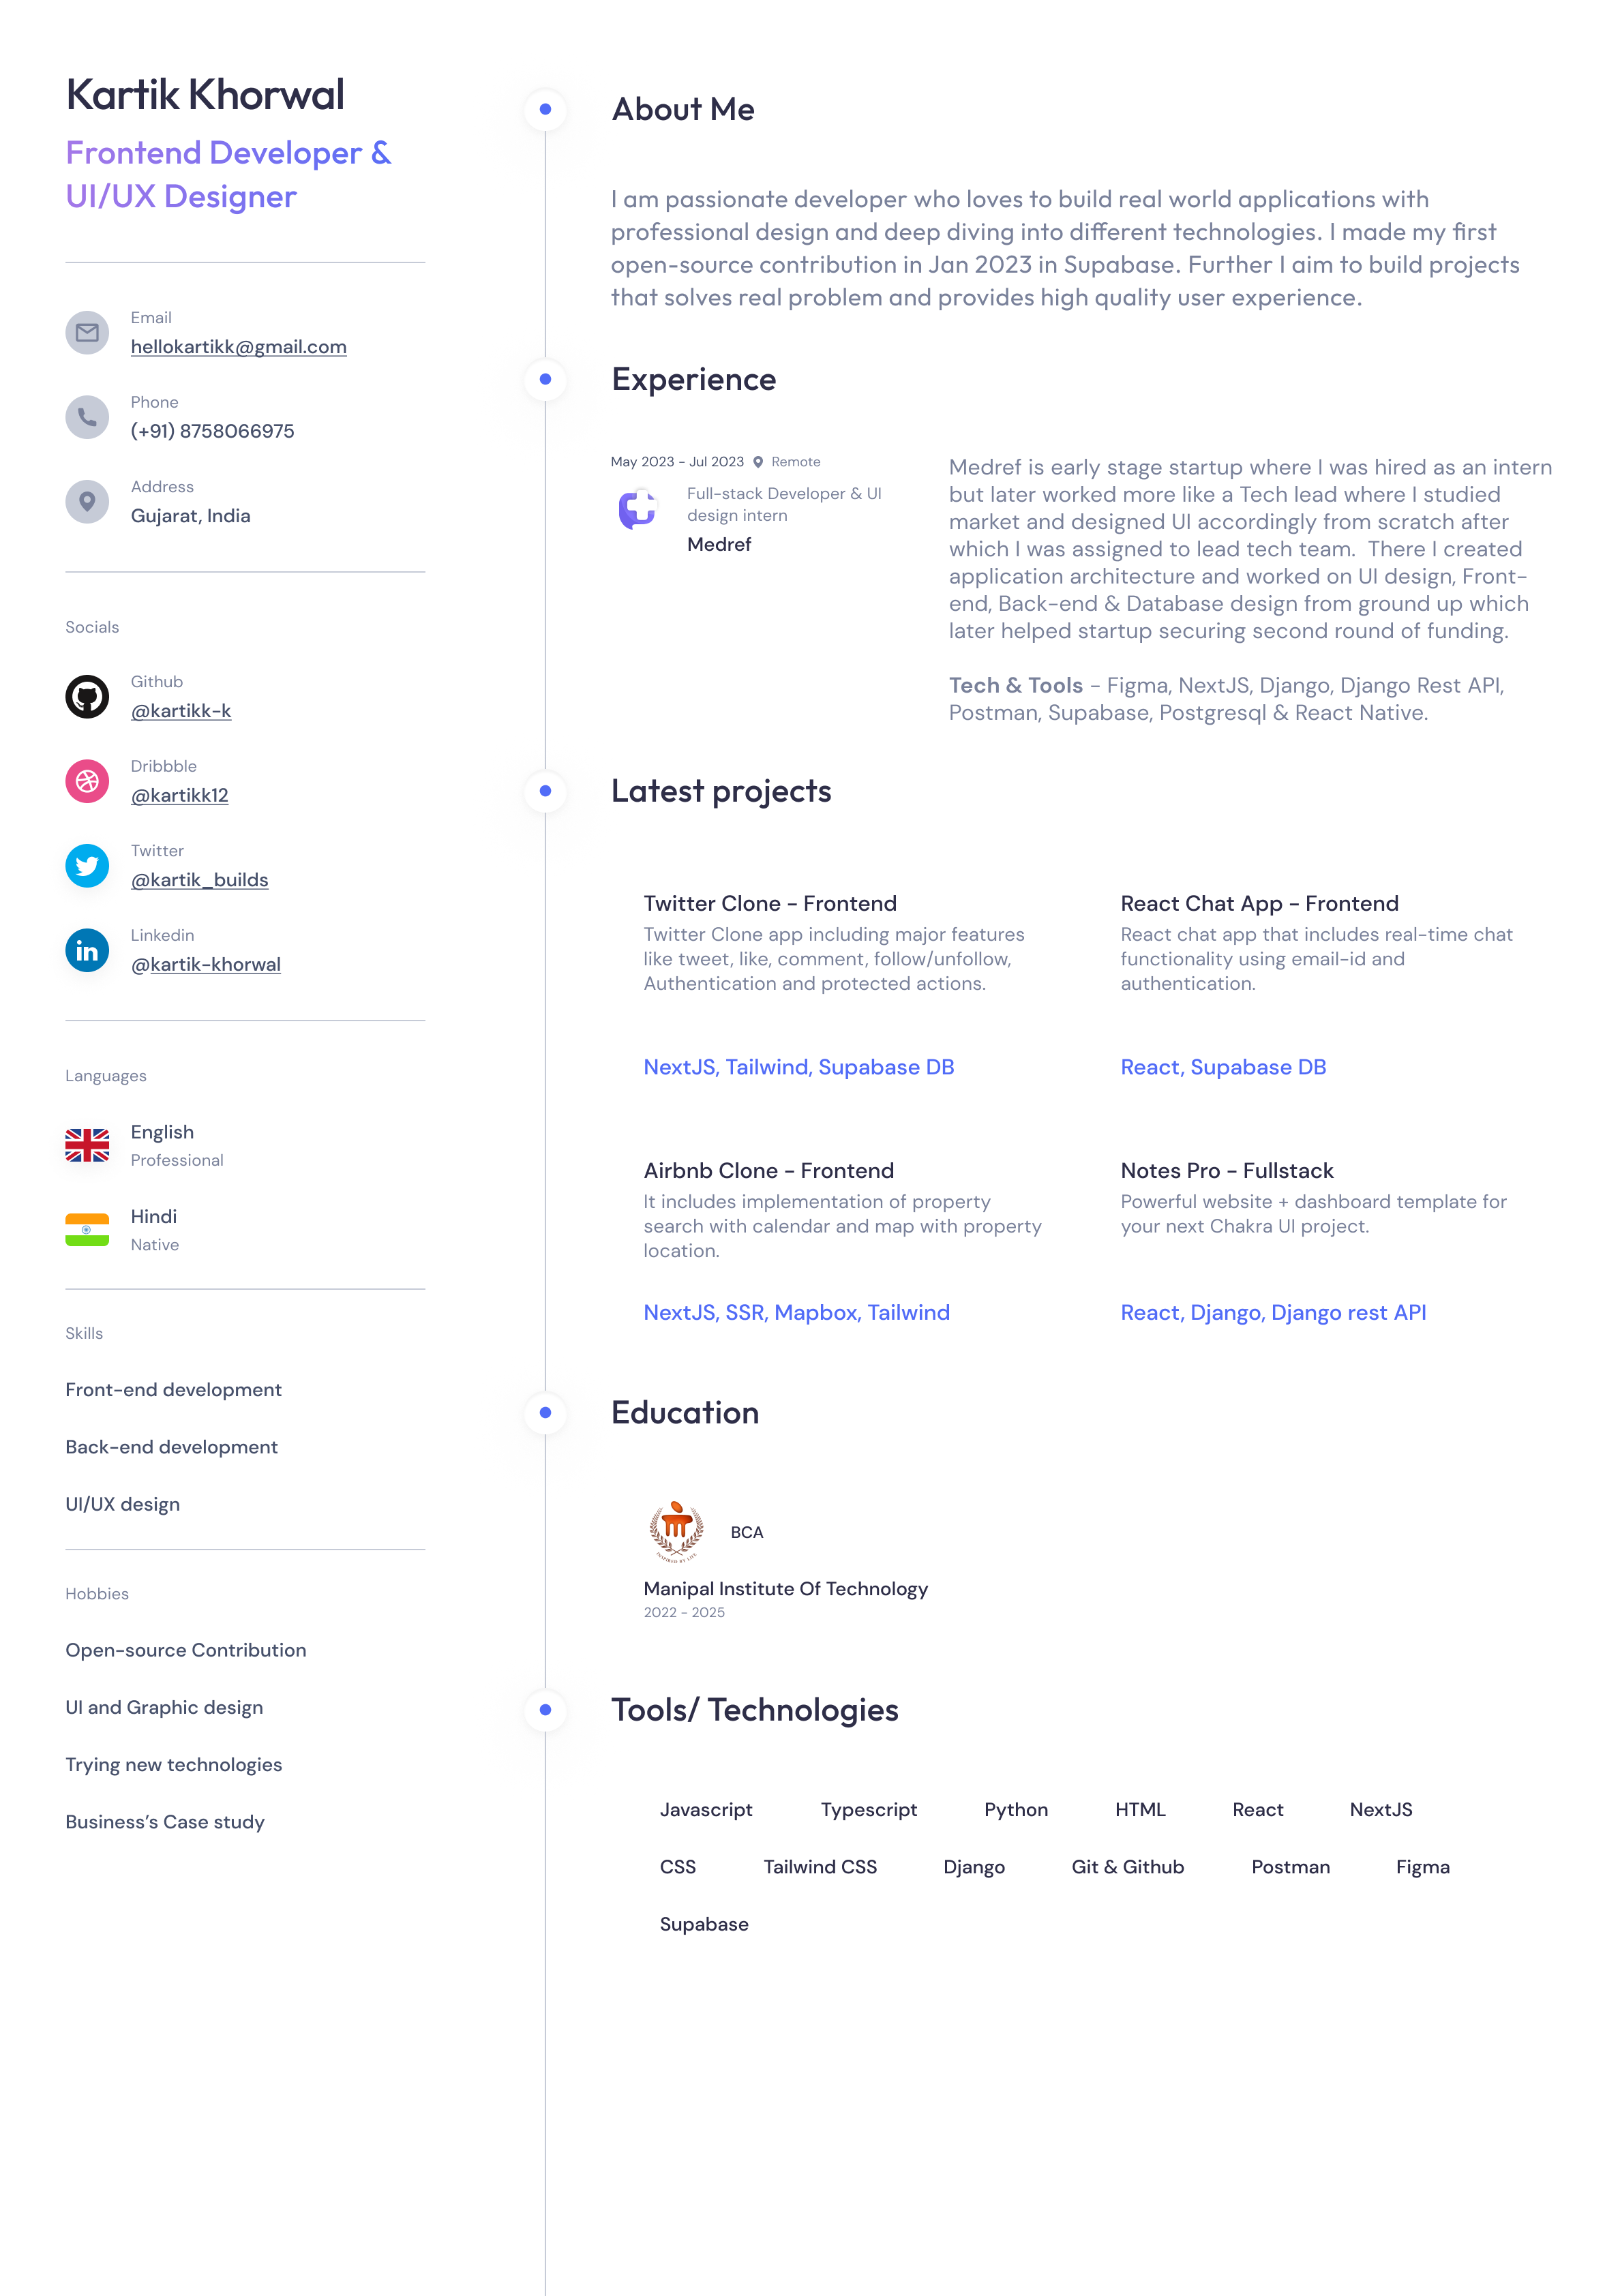 Kartik Khorwal
Frontend Developer &
UI/UX Designer
Email
hellokartikk@gmail.com
Phone
(+91) 8758066975
Address
Gujarat, India
Socials
Github
@kartikk-k
Dribbble
@kartikk12
Twitter
@kartik_builds
Linkedin
@kartik-khorwal
Languages
English
Professional
Hindi
Native
Skills
Front-end development
Back-end development
UI/UX design
Hobbies
Open-source Contribution
UI and Graphic design
Trying new technologies
Business’s Case study
About Me
I am passionate developer who loves to build real world applications with
professional design and deep diving into different technologies. I made my first
open-source contribution in Jan 2023 in Supabase. Further I aim to build projects
that solves real problem and provides high quality user experience.
Experience
May 2023 - Jul 2023 Remote
Full-stack Developer & UI
design intern
Medref
Medref is early stage startup where I was hired as an intern
but later worked more like a Tech lead where I studied
market and designed UI accordingly from scratch after
which I was assigned to lead tech team.  There I created
application architecture and worked on UI design, Front-
end, Back-end & Database design from ground up which
later helped startup securing second round of funding.
Tech & Tools - Figma, NextJS, Django, Django Rest API,
Postman, Supabase, Postgresql & React Native.
Latest projects
Twitter Clone - Frontend
Twitter Clone app including major features
like tweet, like, comment, follow/unfollow,
Authentication and protected actions.
NextJS, Tailwind, Supabase DB
React Chat App - Frontend
React chat app that includes real-time chat
functionality using email-id and
authentication.
React, Supabase DB
Airbnb Clone - Frontend
It includes implementation of property
search with calendar and map with property
location.
NextJS, SSR, Mapbox, Tailwind
Notes Pro - Fullstack
Powerful website + dashboard template for
your next Chakra UI project.
React, Django, Django rest API
Education
INSPIRED BY LIFE
BCA
Manipal Institute Of Technology
2022 - 2025
Tools/ Technologies
Javascript Typescript Python HTML React NextJS
CSS Tailwind CSS Django Git & Github Postman Figma
Supabase